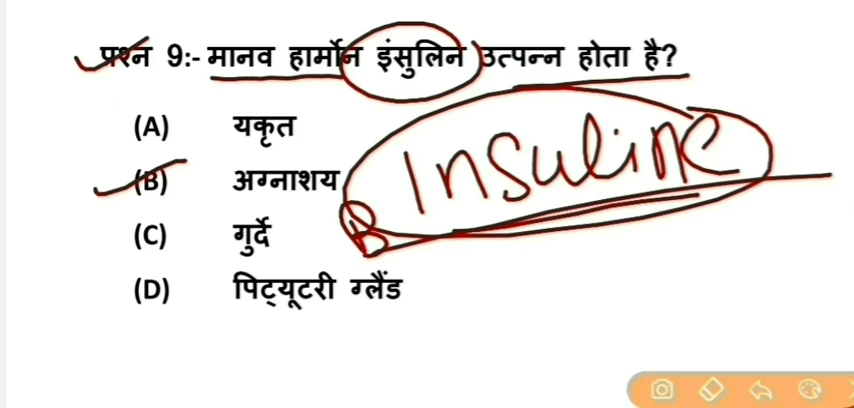 प्रश्न 9:- मानव हार्मोन इंसुलिन उत्पन्न होता है?
(A) यकृत
(B) अग्नाशय
Insuline
B
(C) गुर्दे
(D) पिट्यूटरी ग्लैंड